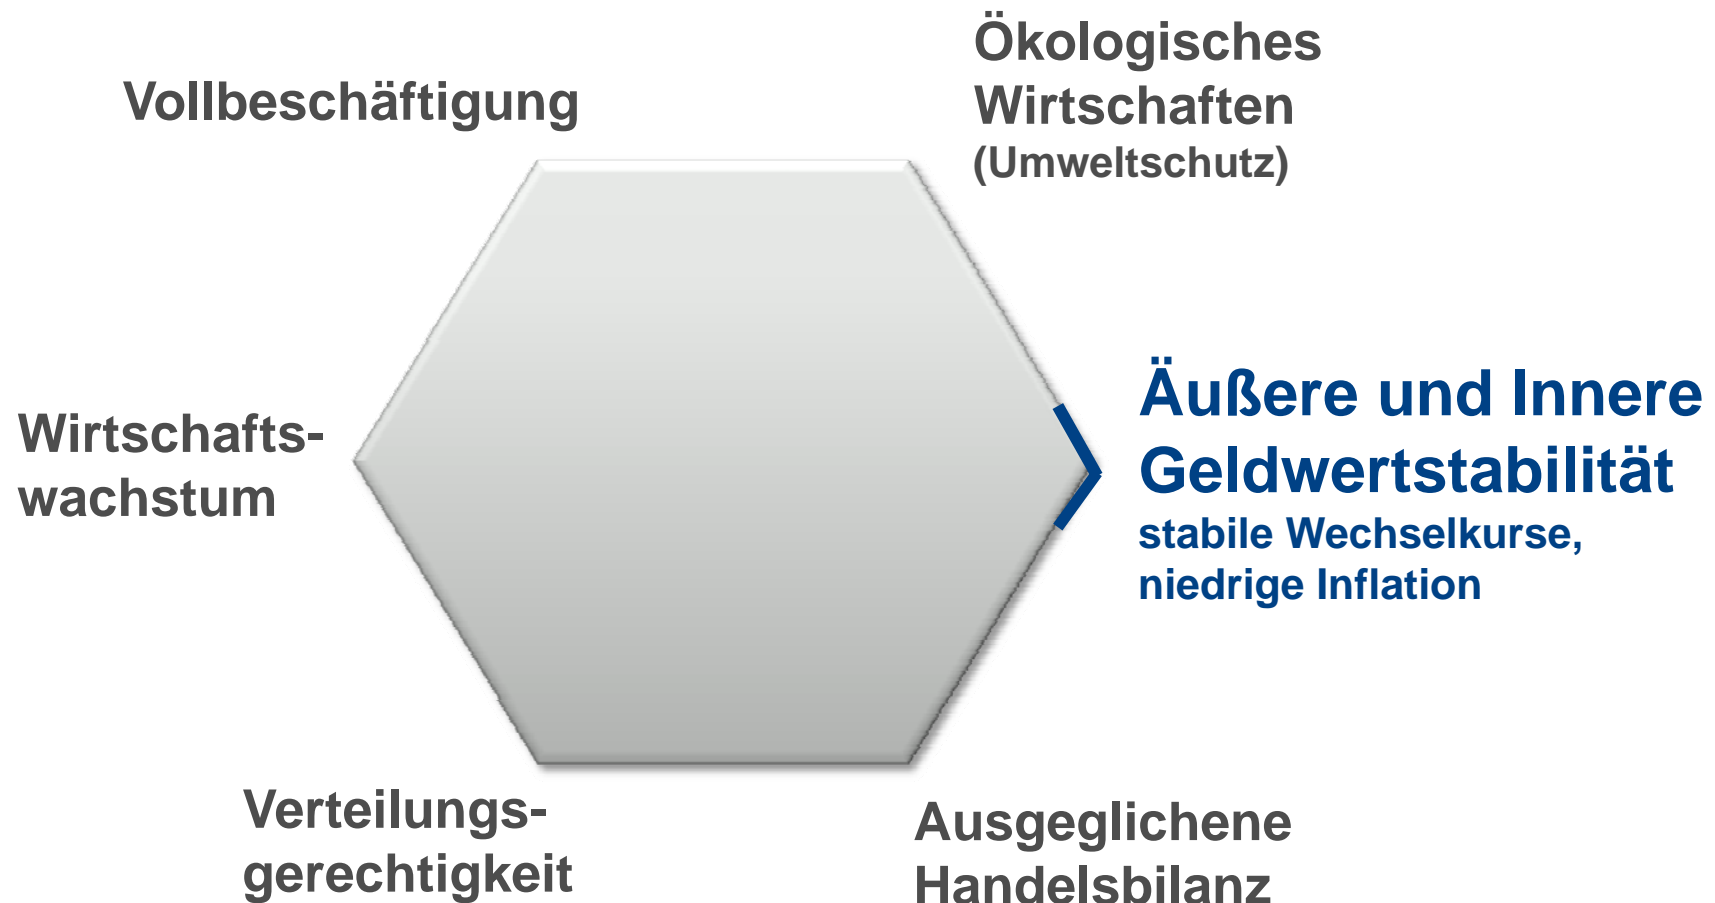 Ökologisches
Wirtschaften
(Umweltschutz)
Vollbeschäftigung
Äußere und Innere
Geldwertstabilität
stabile Wechselkurse,
niedrige Inflation
Wirtschafts-
wachstum
Verteilungs-
gerechtigkeit
Ausgeglichene
Handelsbilanz